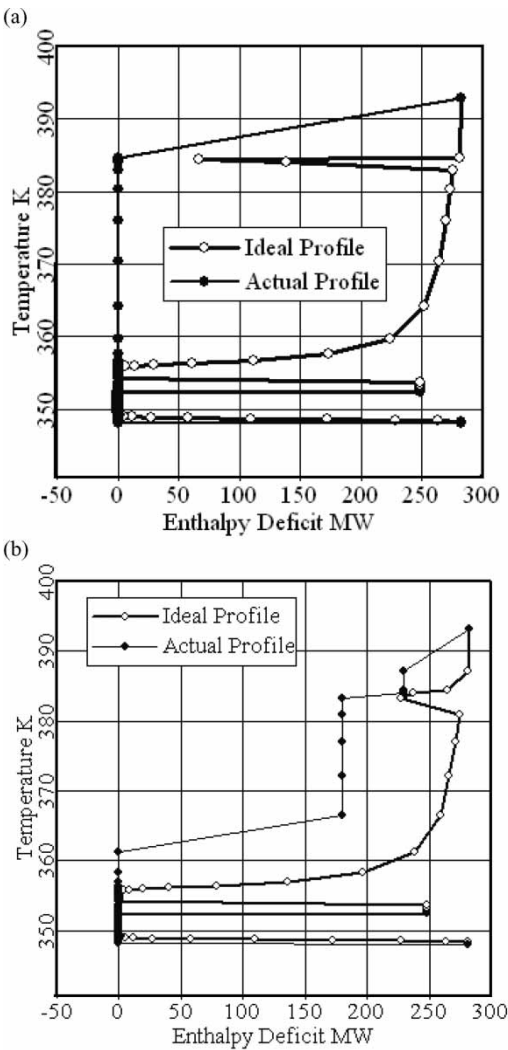 (a)
400
390
380
370
360
350
Temperature K
Ideal Profile
Actual Profile
-50 0 50 100 150 200 250 300
Enthalpy Deficit MW
(b)
400
390
380
370
360
350
Temperature K
Ideal Profile
Actual Profile
0 50 100 150 200 250 300
Enthalpy Deficit MW